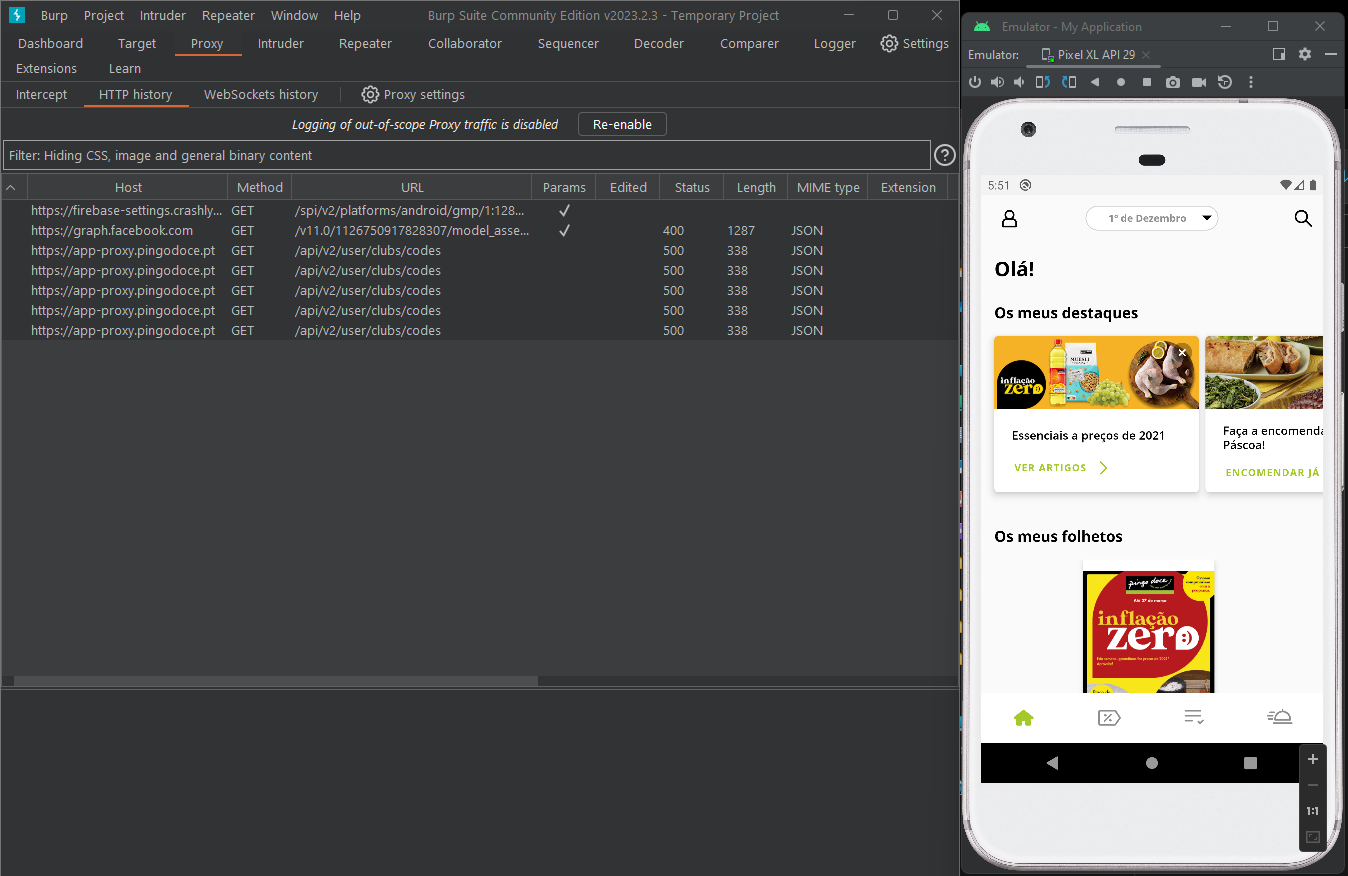 Burp Project Intruder Repeater Window Help Burp Suite Community Edition v2023.2.3 - Temporary Project
Dashboard Target Proxy Intruder Repeater Collaborator Sequencer Decoder Comparer Logger Settings
Extensions Learn
Intercept HTTP history WebSockets history Proxy settings
Logging of out-of-scope Proxy traffic is disabled Re-enable
Filter: Hiding CSS, image and general binary content ?
Host Method URL Params Edited Status Length MIME type Extension
https://firebase-settings.crashly... GET /spi/v2/platforms/android/gmp/1:128... ✓
https://graph.facebook.com GET /v11.0/1126750917828307/model_asse... ✓ 400 1287 JSON
https://app-proxy.pingodoce.pt GET /api/v2/user/clubs/codes 500 338 JSON
https://app-proxy.pingodoce.pt GET /api/v2/user/clubs/codes 500 338 JSON
https://app-proxy.pingodoce.pt GET /api/v2/user/clubs/codes 500 338 JSON
https://app-proxy.pingodoce.pt GET /api/v2/user/clubs/codes 500 338 JSON
https://app-proxy.pingodoce.pt GET /api/v2/user/clubs/codes 500 338 JSON
Emulator - My Application
Emulator: Pixel XL API 29
5:51
1º de Dezembro
Olá!
Os meus destaques
inflação
zero
MUESLI
Essenciais a preços de 2021
VER ARTIGOS
Faça a encomenda
Páscoa!
ENCOMENDAR JÁ
Os meus folhetos
pingo doce
inflação
zero
1:1